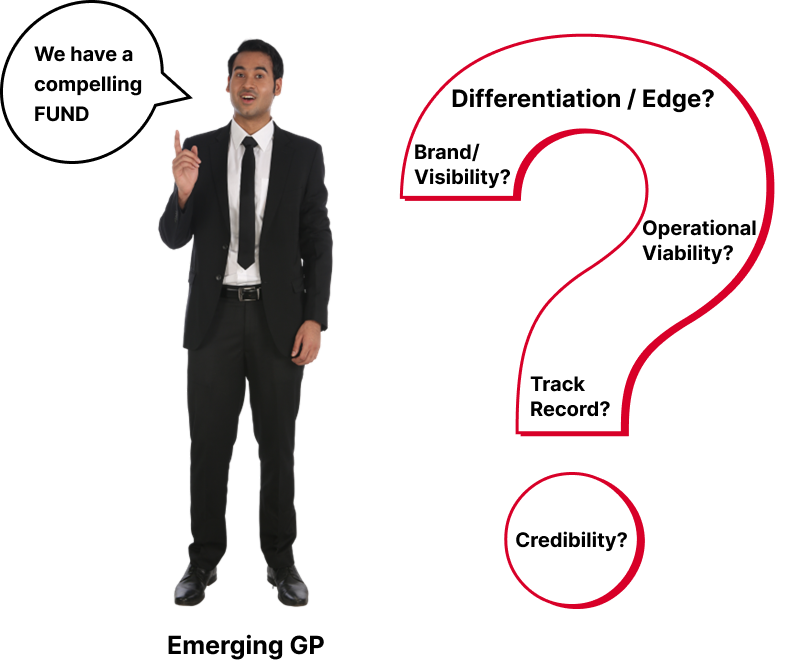 We have a
compelling
FUND
Differentiation / Edge?
Brand/
Visibility?
Operational
Viability?
Track
Record?
Credibility?
Emerging GP